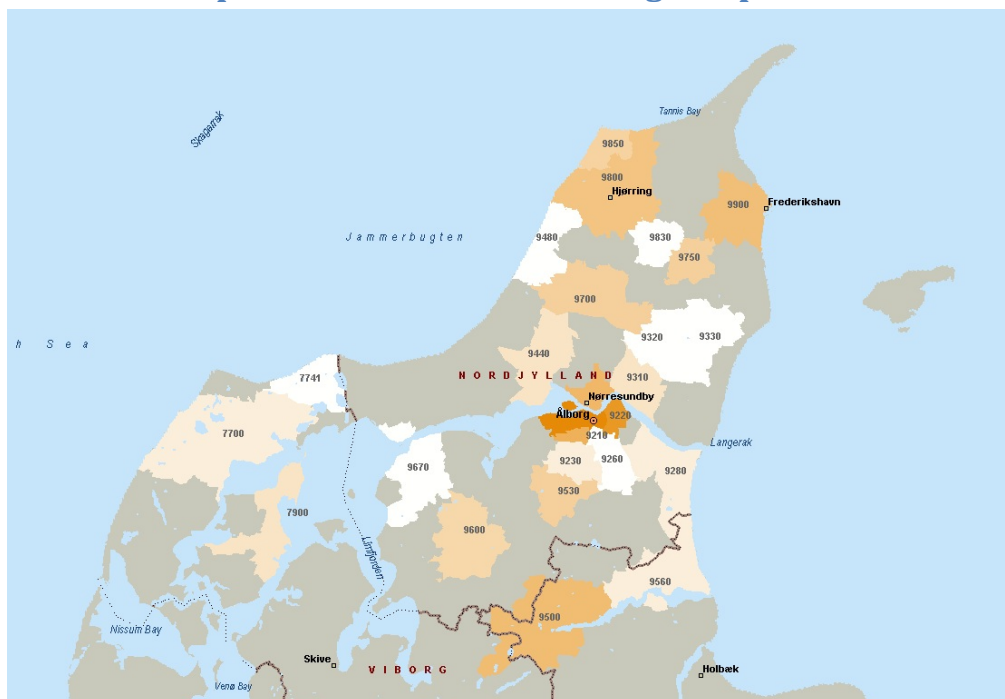 Tannis Bay
Skagarrak
9850
9800
Hjørring
9900
Frederikshavn
Jammerbugten
9480
9830
9750
9700
9320
9330
h Sea
9440
NORDJYLLAND
9310
7741
Nørresundby
Ålborg
9220
7700
9210
Langerak
9670
9230
9260
9280
9530
7900
9600
Limfjorden
9560
9500
Nissum Bay
Skive
VIBORG
Holbæk
Venø Bay